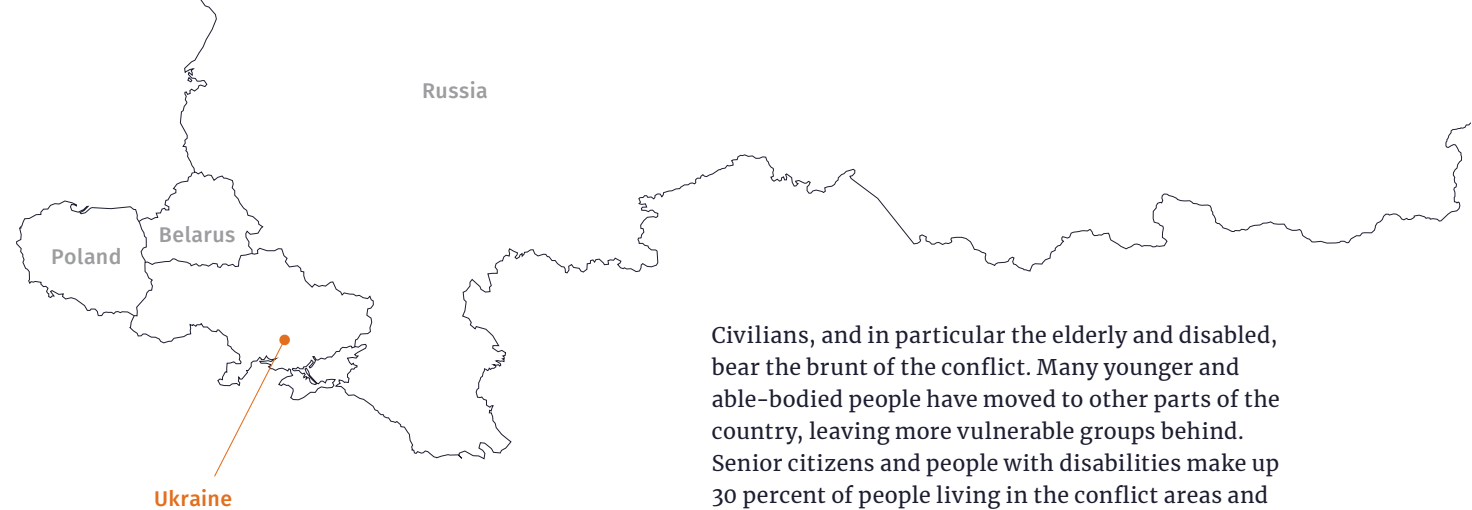 Russia
Belarus
Poland
Ukraine
Civilians, and in particular the elderly and disabled,
bear the brunt of the conflict. Many younger and
able-bodied people have moved to other parts of the
country, leaving more vulnerable groups behind.
Senior citizens and people with disabilities make up
30 percent of people living in the conflict areas and